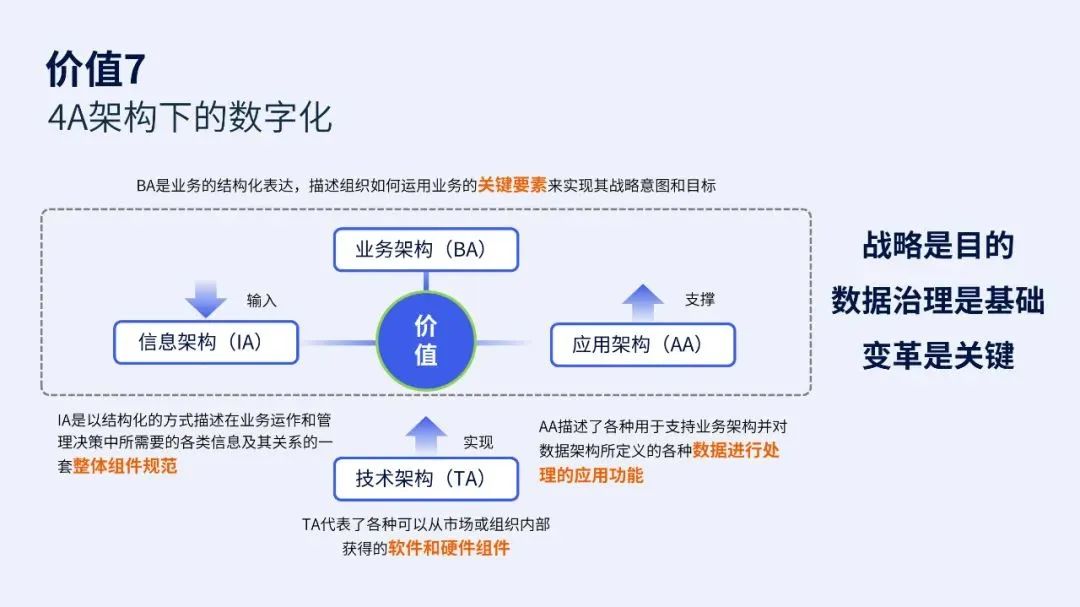 价值7
4A架构下的数字化
BA是业务的结构化表达，描述组织如何运用业务的关键要素来实现其战略意图和目标
业务架构（BA）
输入
支撑
价
值
信息架构（IA）
应用架构（AA）
战略是目的
数据治理是基础
变革是关键
IA是以结构化的方式描述在业务运作和管
理决策中所需要的各类信息及其关系的一
套整体组件规范
实现
AA描述了各种用于支持业务架构并对
数据架构所定义的各种数据进行处
理的应用功能
技术架构（TA）
TA代表了各种可以从市场或组织内部
获得的软件和硬件组件